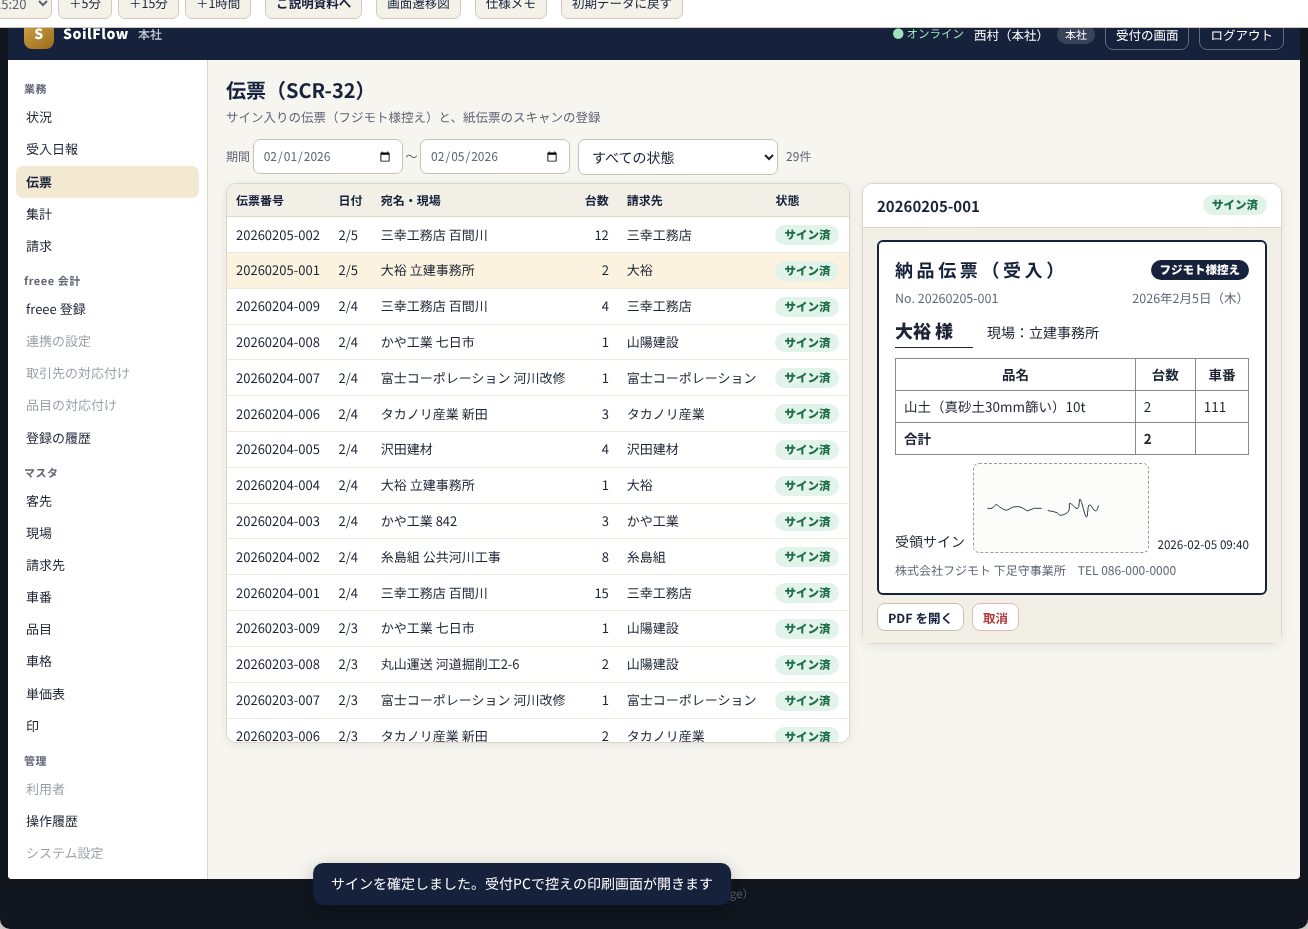 5:20 +5分 +15分 +1時間 ご説明資料へ 画面遷移図 仕様メモ 初期データに戻す
S SoilFlow 本社 オンライン 西村（本社） 本社 受付の画面 ログアウト
業務
状況
受入日報
伝票
集計
請求
freee 会計
freee 登録
連携の設定
取引先の対応付け
品目の対応付け
登録の履歴
マスタ
客先
現場
請求先
車番
品目
車格
単価表
印
管理
利用者
操作履歴
システム設定
伝票（SCR-32）
サイン入りの伝票（フジモト様控え）と、紙伝票のスキャンの登録
期間 02/01/2026 〜 02/05/2026 すべての状態 29件
伝票番号 日付 宛名・現場 台数 請求先 状態
20260205-002 2/5 三幸工務店 百間川 12 三幸工務店 サイン済
20260205-001 2/5 大裕 立建事務所 2 大裕 サイン済
20260204-009 2/4 三幸工務店 百間川 4 三幸工務店 サイン済
20260204-008 2/4 かや工業 七日市 1 山陽建設 サイン済
20260204-007 2/4 富士コーポレーション 河川改修 1 富士コーポレーション サイン済
20260204-006 2/4 タカノリ産業 新田 3 タカノリ産業 サイン済
20260204-005 2/4 沢田建材 4 沢田建材 サイン済
20260204-004 2/4 大裕 立建事務所 1 大裕 サイン済
20260204-003 2/4 かや工業 842 3 かや工業 サイン済
20260204-002 2/4 糸島組 公共河川工事 8 糸島組 サイン済
20260204-001 2/4 三幸工務店 百間川 15 三幸工務店 サイン済
20260203-009 2/3 かや工業 七日市 1 山陽建設 サイン済
20260203-008 2/3 丸山運送 河道掘削工2-6 2 山陽建設 サイン済
20260203-007 2/3 富士コーポレーション 河川改修 1 富士コーポレーション サイン済
20260203-006 2/3 タカノリ産業 新田 2 タカノリ産業 サイン済
20260205-001 サイン済
納品伝票（受入） フジモト様控え
No. 20260205-001 2026年2月5日（木）
大裕 様 現場：立建事務所
品名 台数 車番
山土（真砂土30mm篩い）10t 2 111
合計 2
受領サイン 2026-02-05 09:40
株式会社フジモト 下足守事業所 TEL 086-000-0000
PDF を開く 取消
サインを確定しました。受付PCで控えの印刷画面が開きます
ge）